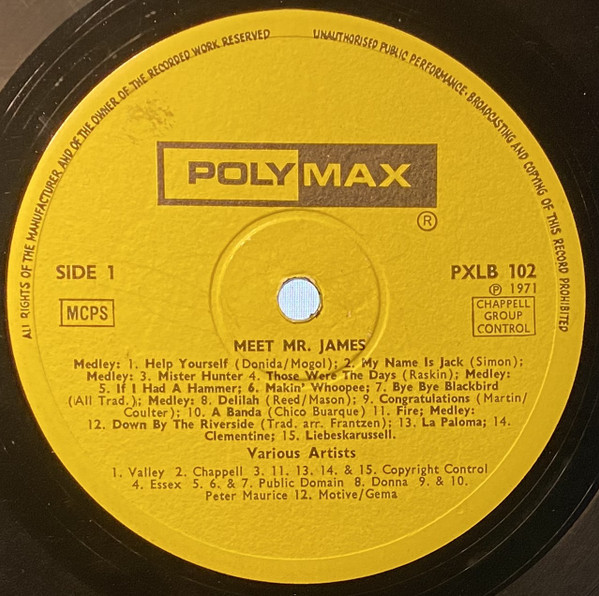 ALL RIGHTS OF THE MANUFACTURER AND OF THE OWNER OF THE RECORDED WORK RESERVED
UNAUTHORISED PUBLIC PERFORMANCE · BROADCASTING AND COPYING OF THIS RECORD PROHIBITED
POLYMAX
®
SIDE 1
PXLB 102
℗ 1971
MCPS
CHAPPELL
GROUP
CONTROL
MEET MR. JAMES
Medley: 1. Help Yourself (Donida/Mogol); 2. My Name Is Jack (Simon);
Medley: 3. Mister Hunter 4. Those Were The Days (Raskin); Medley:
5. If I Had A Hammer; 6. Makin' Whoopee; 7. Bye Bye Blackbird
(All Trad.); Medley: 8. Delilah (Reed/Mason); 9. Congratulations (Martin/
Coulter); 10. A Banda (Chico Buarque) 11. Fire; Medley:
12. Down By The Riverside (Trad. arr. Frantzen); 13. La Paloma; 14.
Clementine; 15. Liebeskarussell.
Various Artists
1. Valley 2. Chappell 3. 11. 13. 14. & 15. Copyright Control
4. Essex 5. 6. & 7. Public Domain 8. Donna 9. & 10.
Peter Maurice 12. Motive/Gema